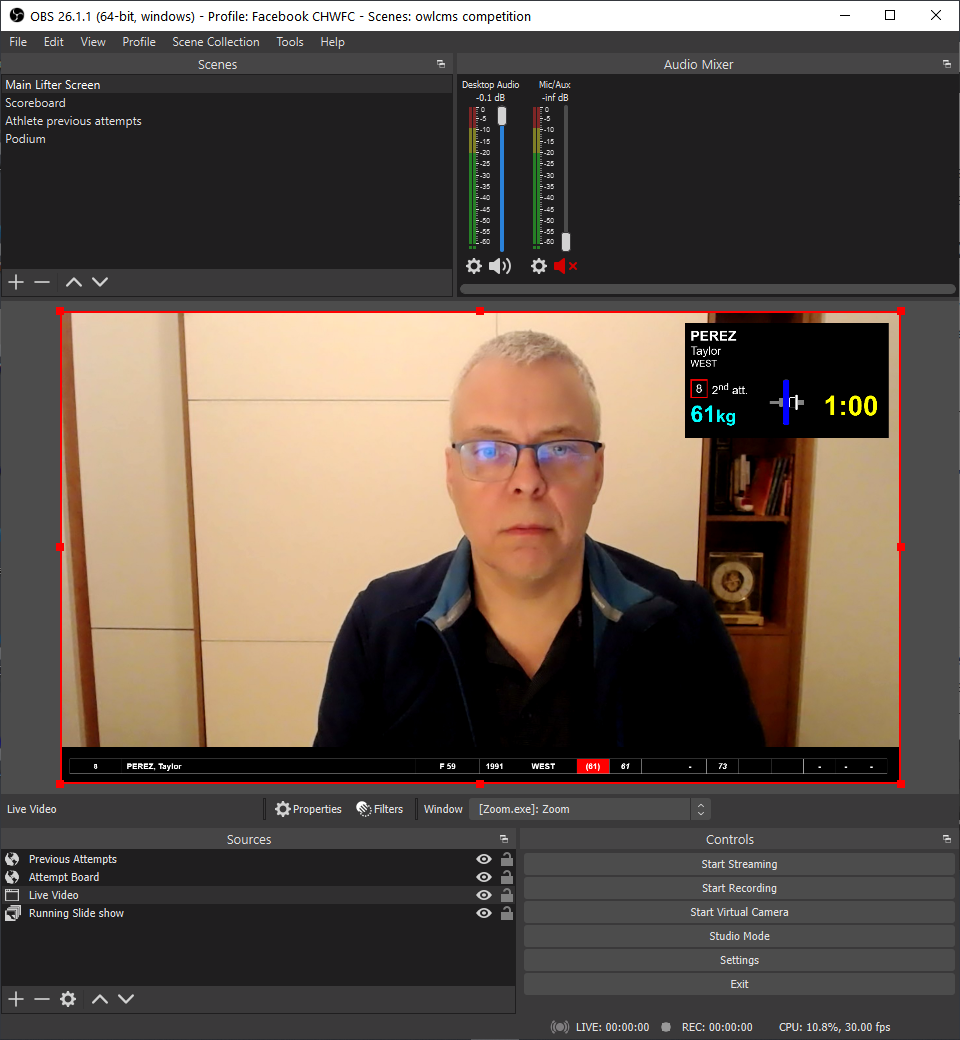 OBS 26.1.1 (64-bit, windows) - Profile: Facebook CHWFC - Scenes: owlcms competition
File Edit View Profile Scene Collection Tools Help
Scenes
Main Lifter Screen
Scoreboard
Athlete previous attempts
Podium
Audio Mixer
Desktop Audio Mic/Aux
-0.1 dB -inf dB
0 0
-5 -5
-10 -10
-15 -15
-20 -20
-25 -25
-30 -30
-35 -35
-40 -40
-45 -45
-50 -50
-55 -55
-60 -60
PEREZ
Taylor
WEST
8 2nd att.
61kg 1:00
8 PEREZ, Taylor F 59 1991 WEST (61) 61 - 73 - - -
Live Video Properties Filters Window [Zoom.exe]: Zoom
Sources
Previous Attempts
Attempt Board
Live Video
Running Slide show
Controls
Start Streaming
Start Recording
Start Virtual Camera
Studio Mode
Settings
Exit
LIVE: 00:00:00 REC: 00:00:00 CPU: 10.8%, 30.00 fps